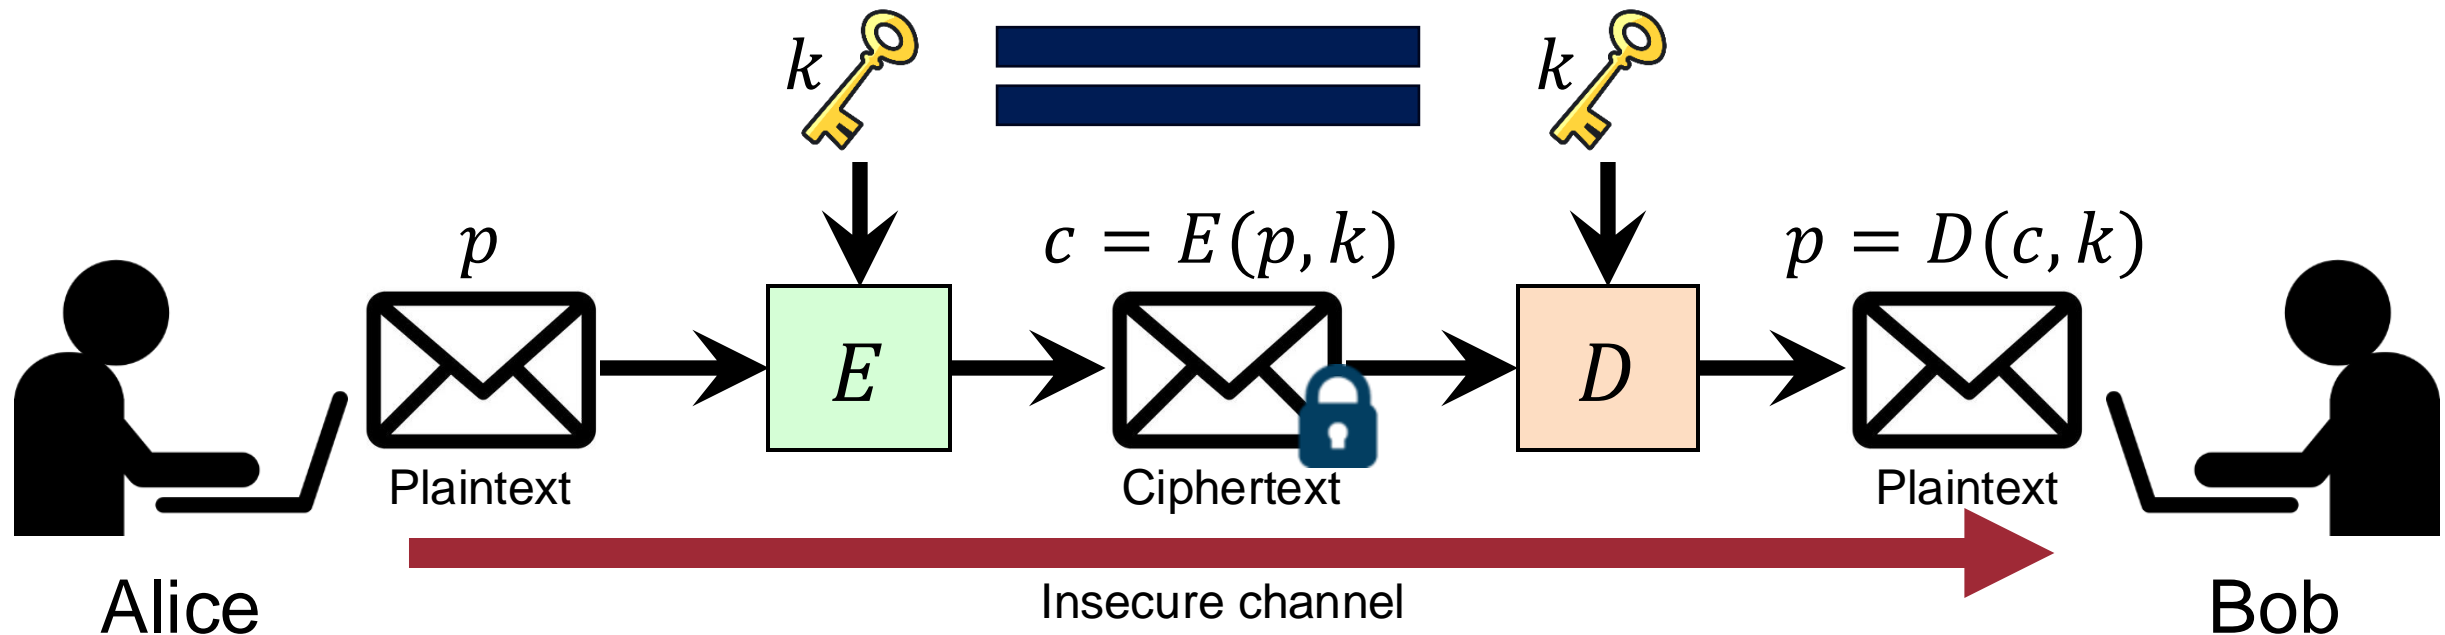 k
k
p
c = E(p, k)
p = D(c, k)
E
D
Plaintext
Ciphertext
Plaintext
Insecure channel
Alice
Bob